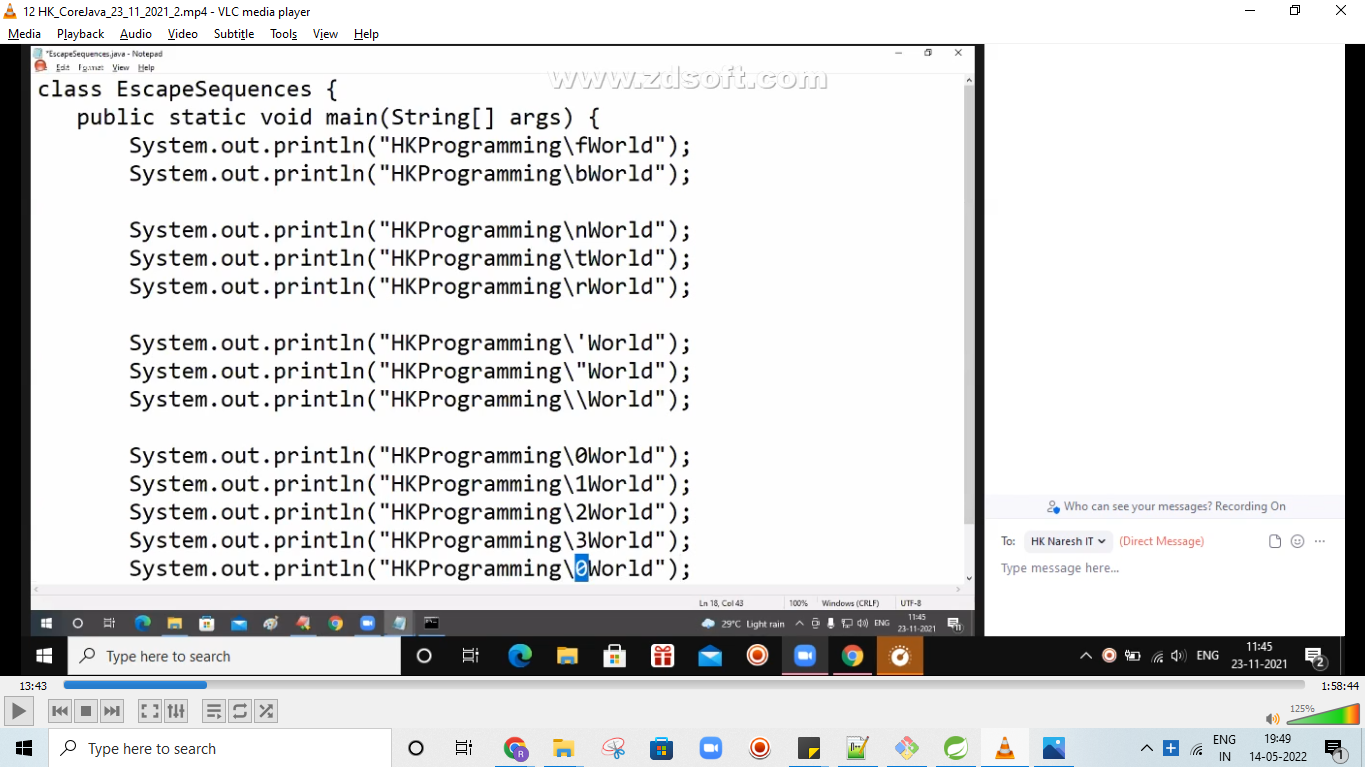 12 HK_CoreJava_23_11_2021_2.mp4 - VLC media player
Media Playback Audio Video Subtitle Tools View Help
*EscapeSequences.java - Notepad
Edit Format View Help
www.zdsoft.com
class EscapeSequences {
public static void main(String[] args) {
System.out.println("HKProgramming\fWorld");
System.out.println("HKProgramming\bWorld");
System.out.println("HKProgramming\nWorld");
System.out.println("HKProgramming\tWorld");
System.out.println("HKProgramming\rWorld");
System.out.println("HKProgramming\'World");
System.out.println("HKProgramming\"World");
System.out.println("HKProgramming\\World");
System.out.println("HKProgramming\0World");
System.out.println("HKProgramming\1World");
System.out.println("HKProgramming\2World");
System.out.println("HKProgramming\3World");
System.out.println("HKProgramming\0World");
Ln 18, Col 43 100% Windows (CRLF) UTF-8
29°C Light rain ENG 11:45
23-11-2021
Who can see your messages? Recording On
To: HK Naresh IT (Direct Message)
Type message here...
Type here to search ENG 11:45
23-11-2021 2
13:43 1:58:44
125%
Type here to search R ENG 19:49
IN 14-05-2022 1